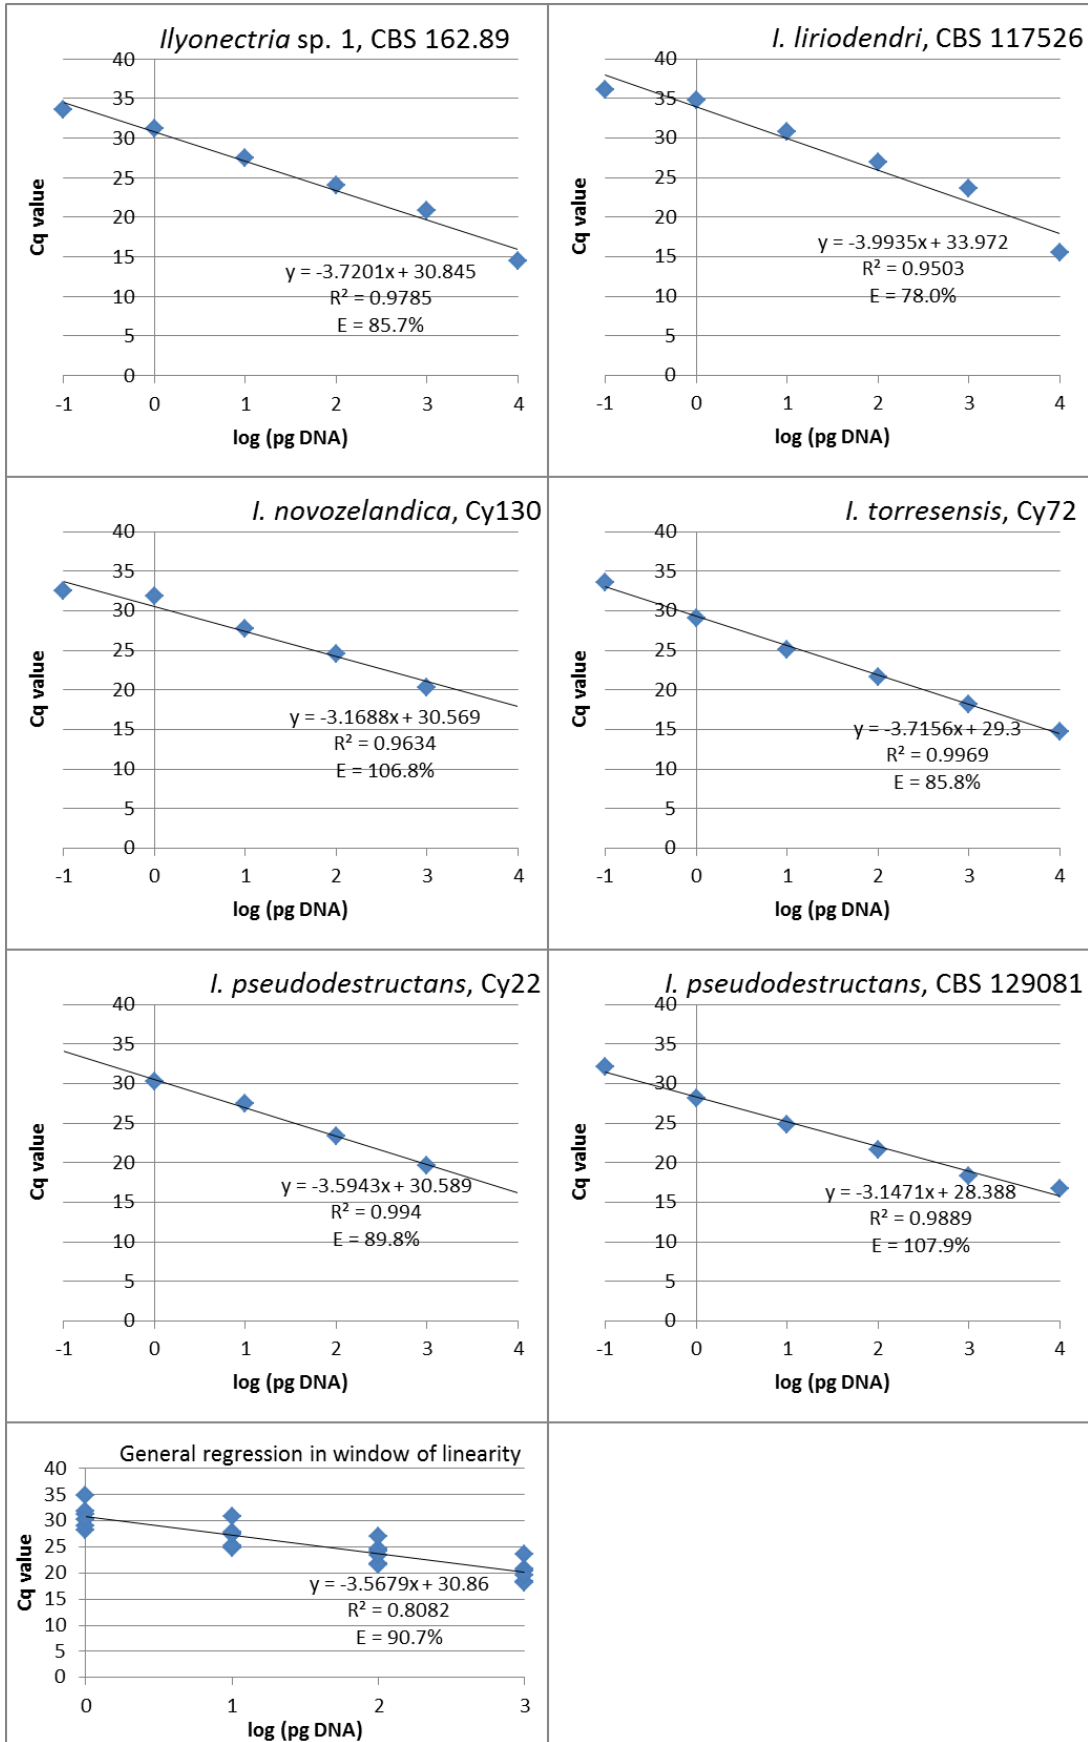 Ilyonectria sp. 1, CBS 162.89
40
35
30
25
20
15
10
5
0
Cq value
y = -3.7201x + 30.845
R² = 0.9785
E = 85.7%
-1 0 1 2 3 4
log (pg DNA)
I. liriodendri, CBS 117526
40
35
30
25
20
15
10
5
0
Cq value
y = -3.9935x + 33.972
R² = 0.9503
E = 78.0%
-1 0 1 2 3 4
log (pg DNA)
I. novozelandica, Cy130
40
35
30
25
20
15
10
5
0
Cq value
y = -3.1688x + 30.569
R² = 0.9634
E = 106.8%
-1 0 1 2 3 4
log (pg DNA)
I. torresensis, Cy72
40
35
30
25
20
15
10
5
0
Cq value
y = -3.7156x + 29.3
R² = 0.9969
E = 85.8%
-1 0 1 2 3 4
log (pg DNA)
I. pseudodestructans, Cy22
40
35
30
25
20
15
10
5
0
Cq value
y = -3.5943x + 30.589
R² = 0.994
E = 89.8%
-1 0 1 2 3 4
log (pg DNA)
I. pseudodestructans, CBS 129081
40
35
30
25
20
15
10
5
0
Cq value
y = -3.1471x + 28.388
R² = 0.9889
E = 107.9%
-1 0 1 2 3 4
log (pg DNA)
General regression in window of linearity
40
35
30
25
20
15
10
5
0
Cq value
y = -3.5679x + 30.86
R² = 0.8082
E = 90.7%
0 1 2 3
log (pg DNA)